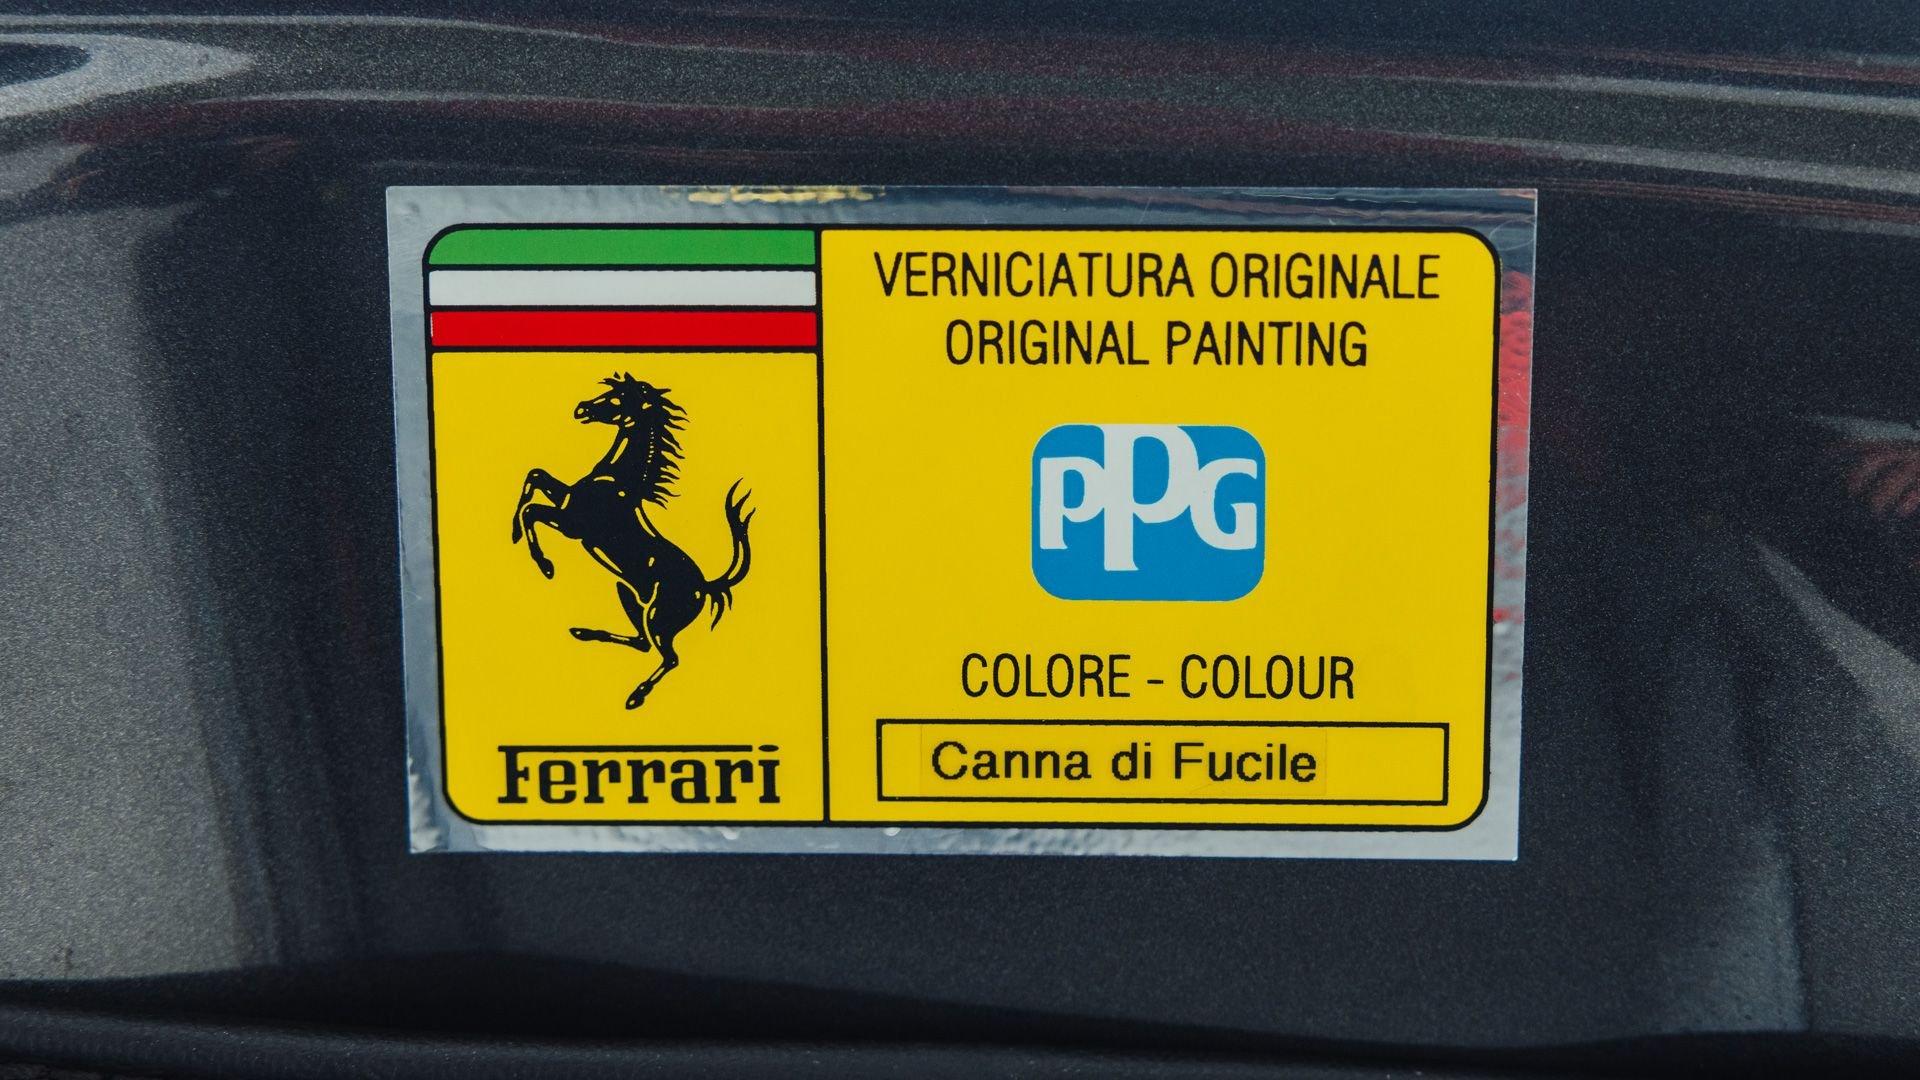 VERNICIATURA ORIGINALE
ORIGINAL PAINTING
PPG
COLORE - COLOUR
Canna di Fucile
Ferrari